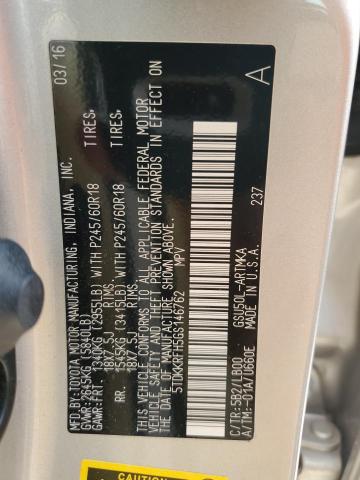 MFD.BY:TOYOTA MOTOR MANUFACTURING, INDIANA, INC. 03/16
GVWR 2645KG(5840LB)
GAWR:FRT. 1340KG (2955LB) WITH P245/60R18 TIRES,
18X7.5J RIMS,
RR. 1545KG (3415LB) WITH P245/60R18 TIRES,
18X7.5J RIMS.
THIS VEHICLE CONFORMS TO ALL APPLICABLE FEDERAL MOTOR
VEHICLE SAFETY AND THEFT PREVENTION STANDARDS IN EFFECT ON
THE DATE OF MANUFACTURE SHOWN ABOVE.
5TDKKRFH5GS146762 MPV
A
C/TR:5B2/LB00 GSU50L-ARTMKA
A/TM:-01A/U660E MADE IN U.S.A.
237
CAUTION